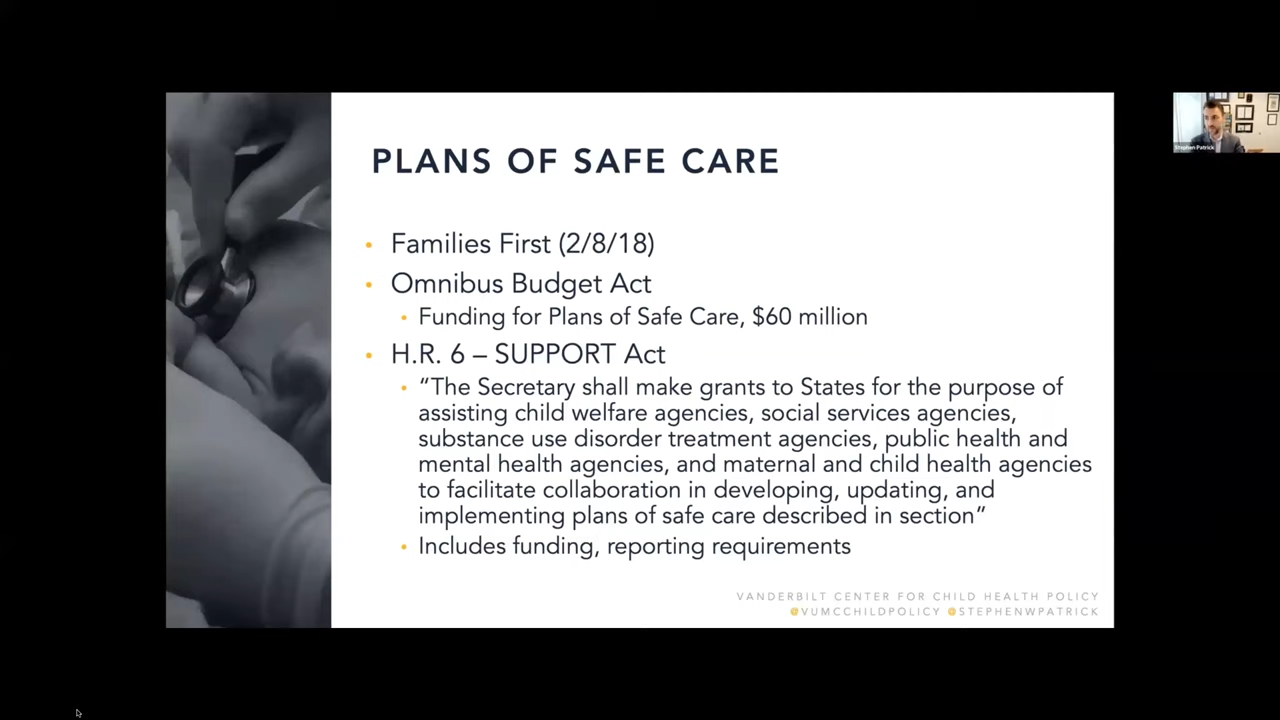 PLANS OF SAFE CARE
• Families First (2/8/18)
• Omnibus Budget Act
• Funding for Plans of Safe Care, $60 million
• H.R. 6 – SUPPORT Act
• “The Secretary shall make grants to States for the purpose of
assisting child welfare agencies, social services agencies,
substance use disorder treatment agencies, public health and
mental health agencies, and maternal and child health agencies
to facilitate collaboration in developing, updating, and
implementing plans of safe care described in section”
• Includes funding, reporting requirements
VANDERBILT CENTER FOR CHILD HEALTH POLICY
@VUMCCHILDPOLICY @STEPHENWPATRICK
Stephen Patrick